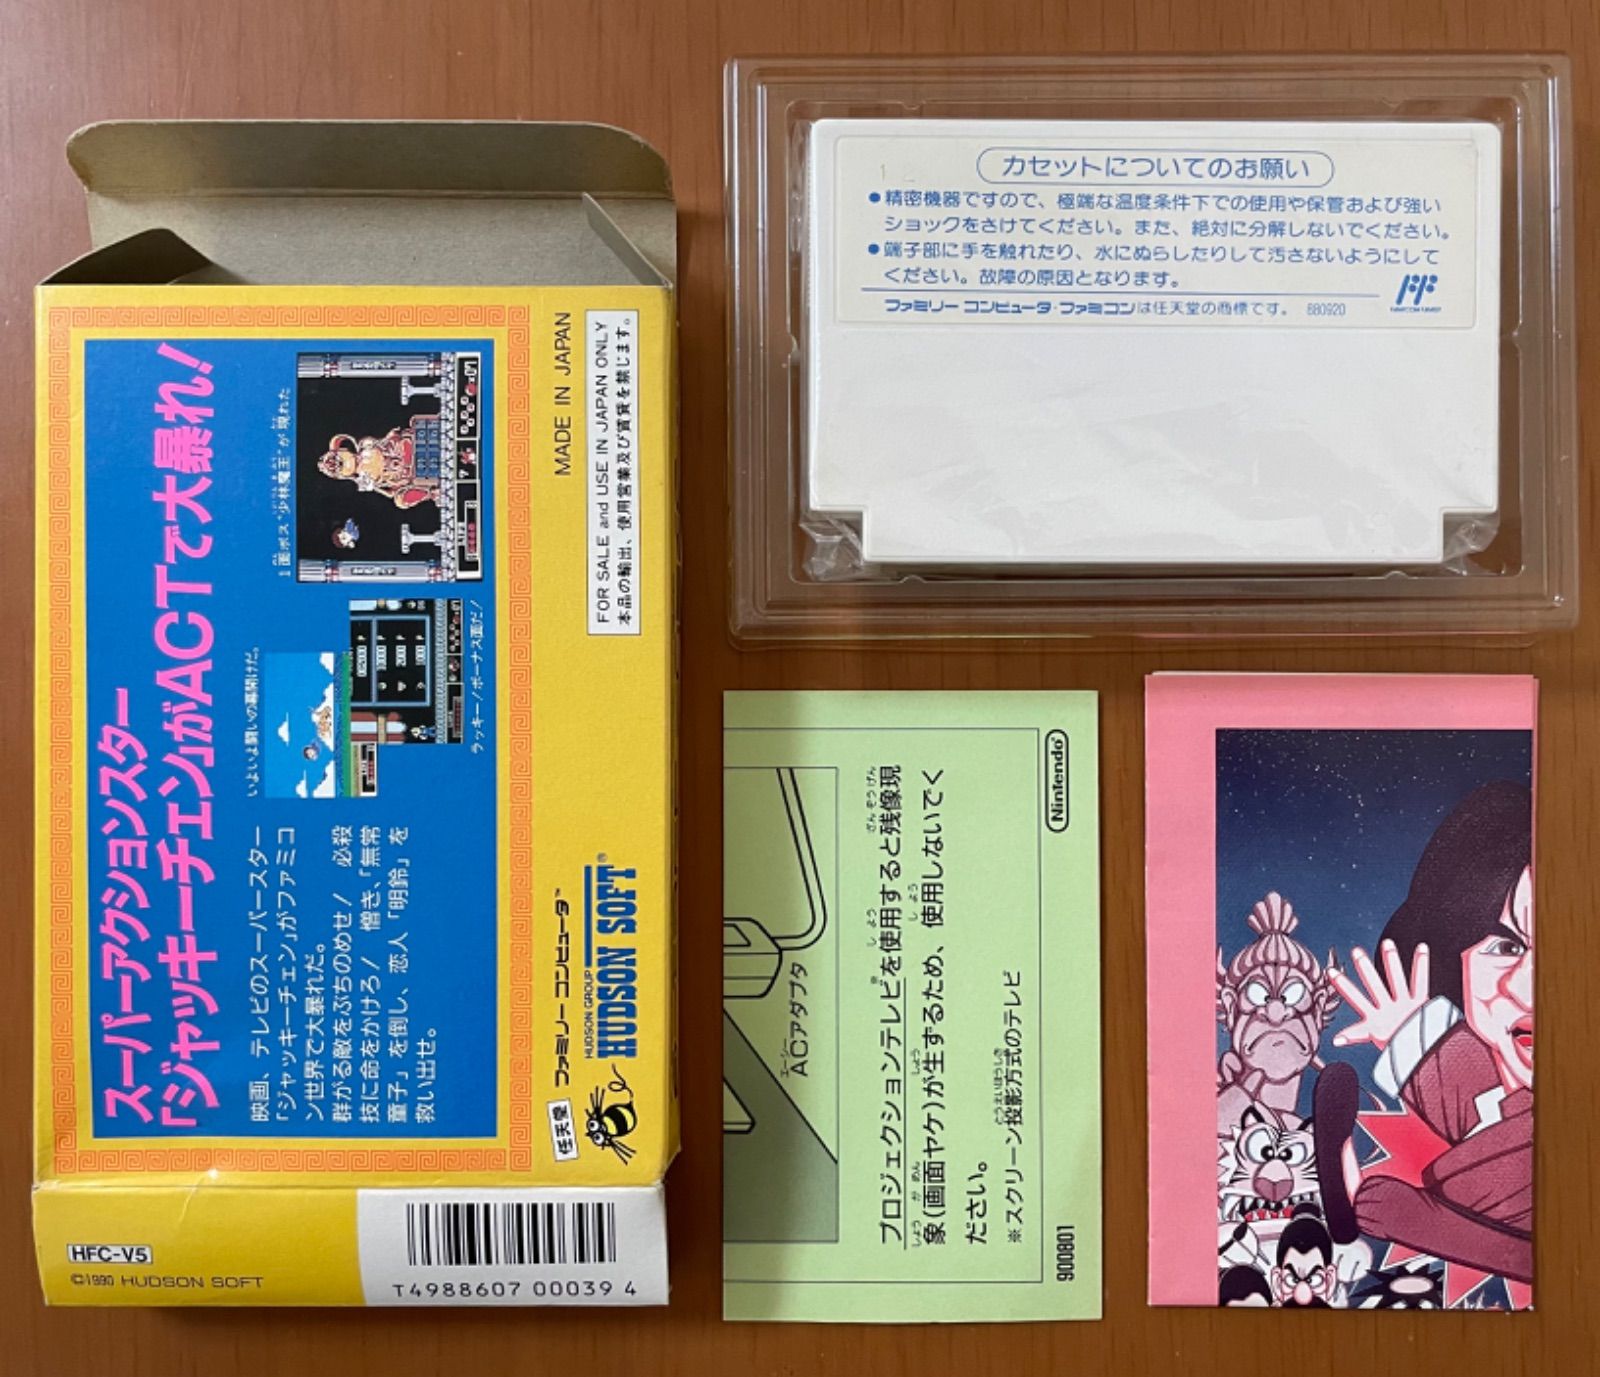 スーパーアクションスター
「ジャッキーチェン」がACTで大暴れ!
映画、テレビのスーパースター
「ジャッキーチェン」がファミコ
ン世界で大暴れだ。
群がる敵をぶちのめせ! 必殺
技に命をかけろ! 憎き、「無常
童子」を倒し、恋人「明鈴」を
救い出せ。
いよいよ闘いの幕開けだ。
1面ボス"少林魔王"が現れた
ラッキー!ボーナス面だ!
任天堂
ファミリーコンピュータ™
HUDSON GROUP
HUDSON SOFT®
MADE IN JAPAN
FOR SALE and USE IN JAPAN ONLY
本品の輸出、使用営業及び賃貸を禁じます。
HFC-V5
©1990 HUDSON SOFT
T4988607 00039 4
カセットについてのお願い
●精密機器ですので、極端な温度条件下での使用や保管および強い
ショックをさけてください。また、絶対に分解しないでください。
●端子部に手を触れたり、水にぬらしたりして汚さないようにして
ください。故障の原因となります。
ファミリーコンピュータ・ファミコンは任天堂の商標です。 880920
FAMICOM FAMILY
ACアダプタ
プロジェクションテレビ※を使用すると残像現
象(画面ヤケ)が生ずるため、使用しないでく
ださい。
※スクリーン投影方式のテレビ
900801
Nintendo®